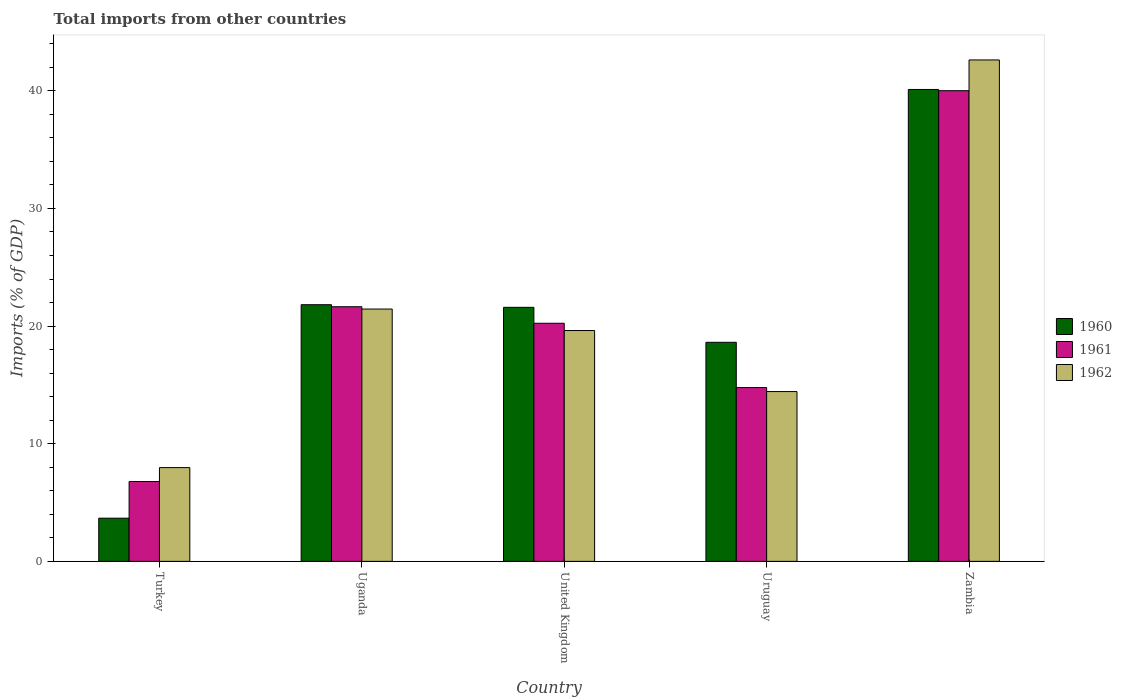 Total imports from other countries
Imports (% of GDP)
40
30
20
10
0
Turkey
Uganda
United Kingdom
Uruguay
Zambia
Country
1960
1961
1962